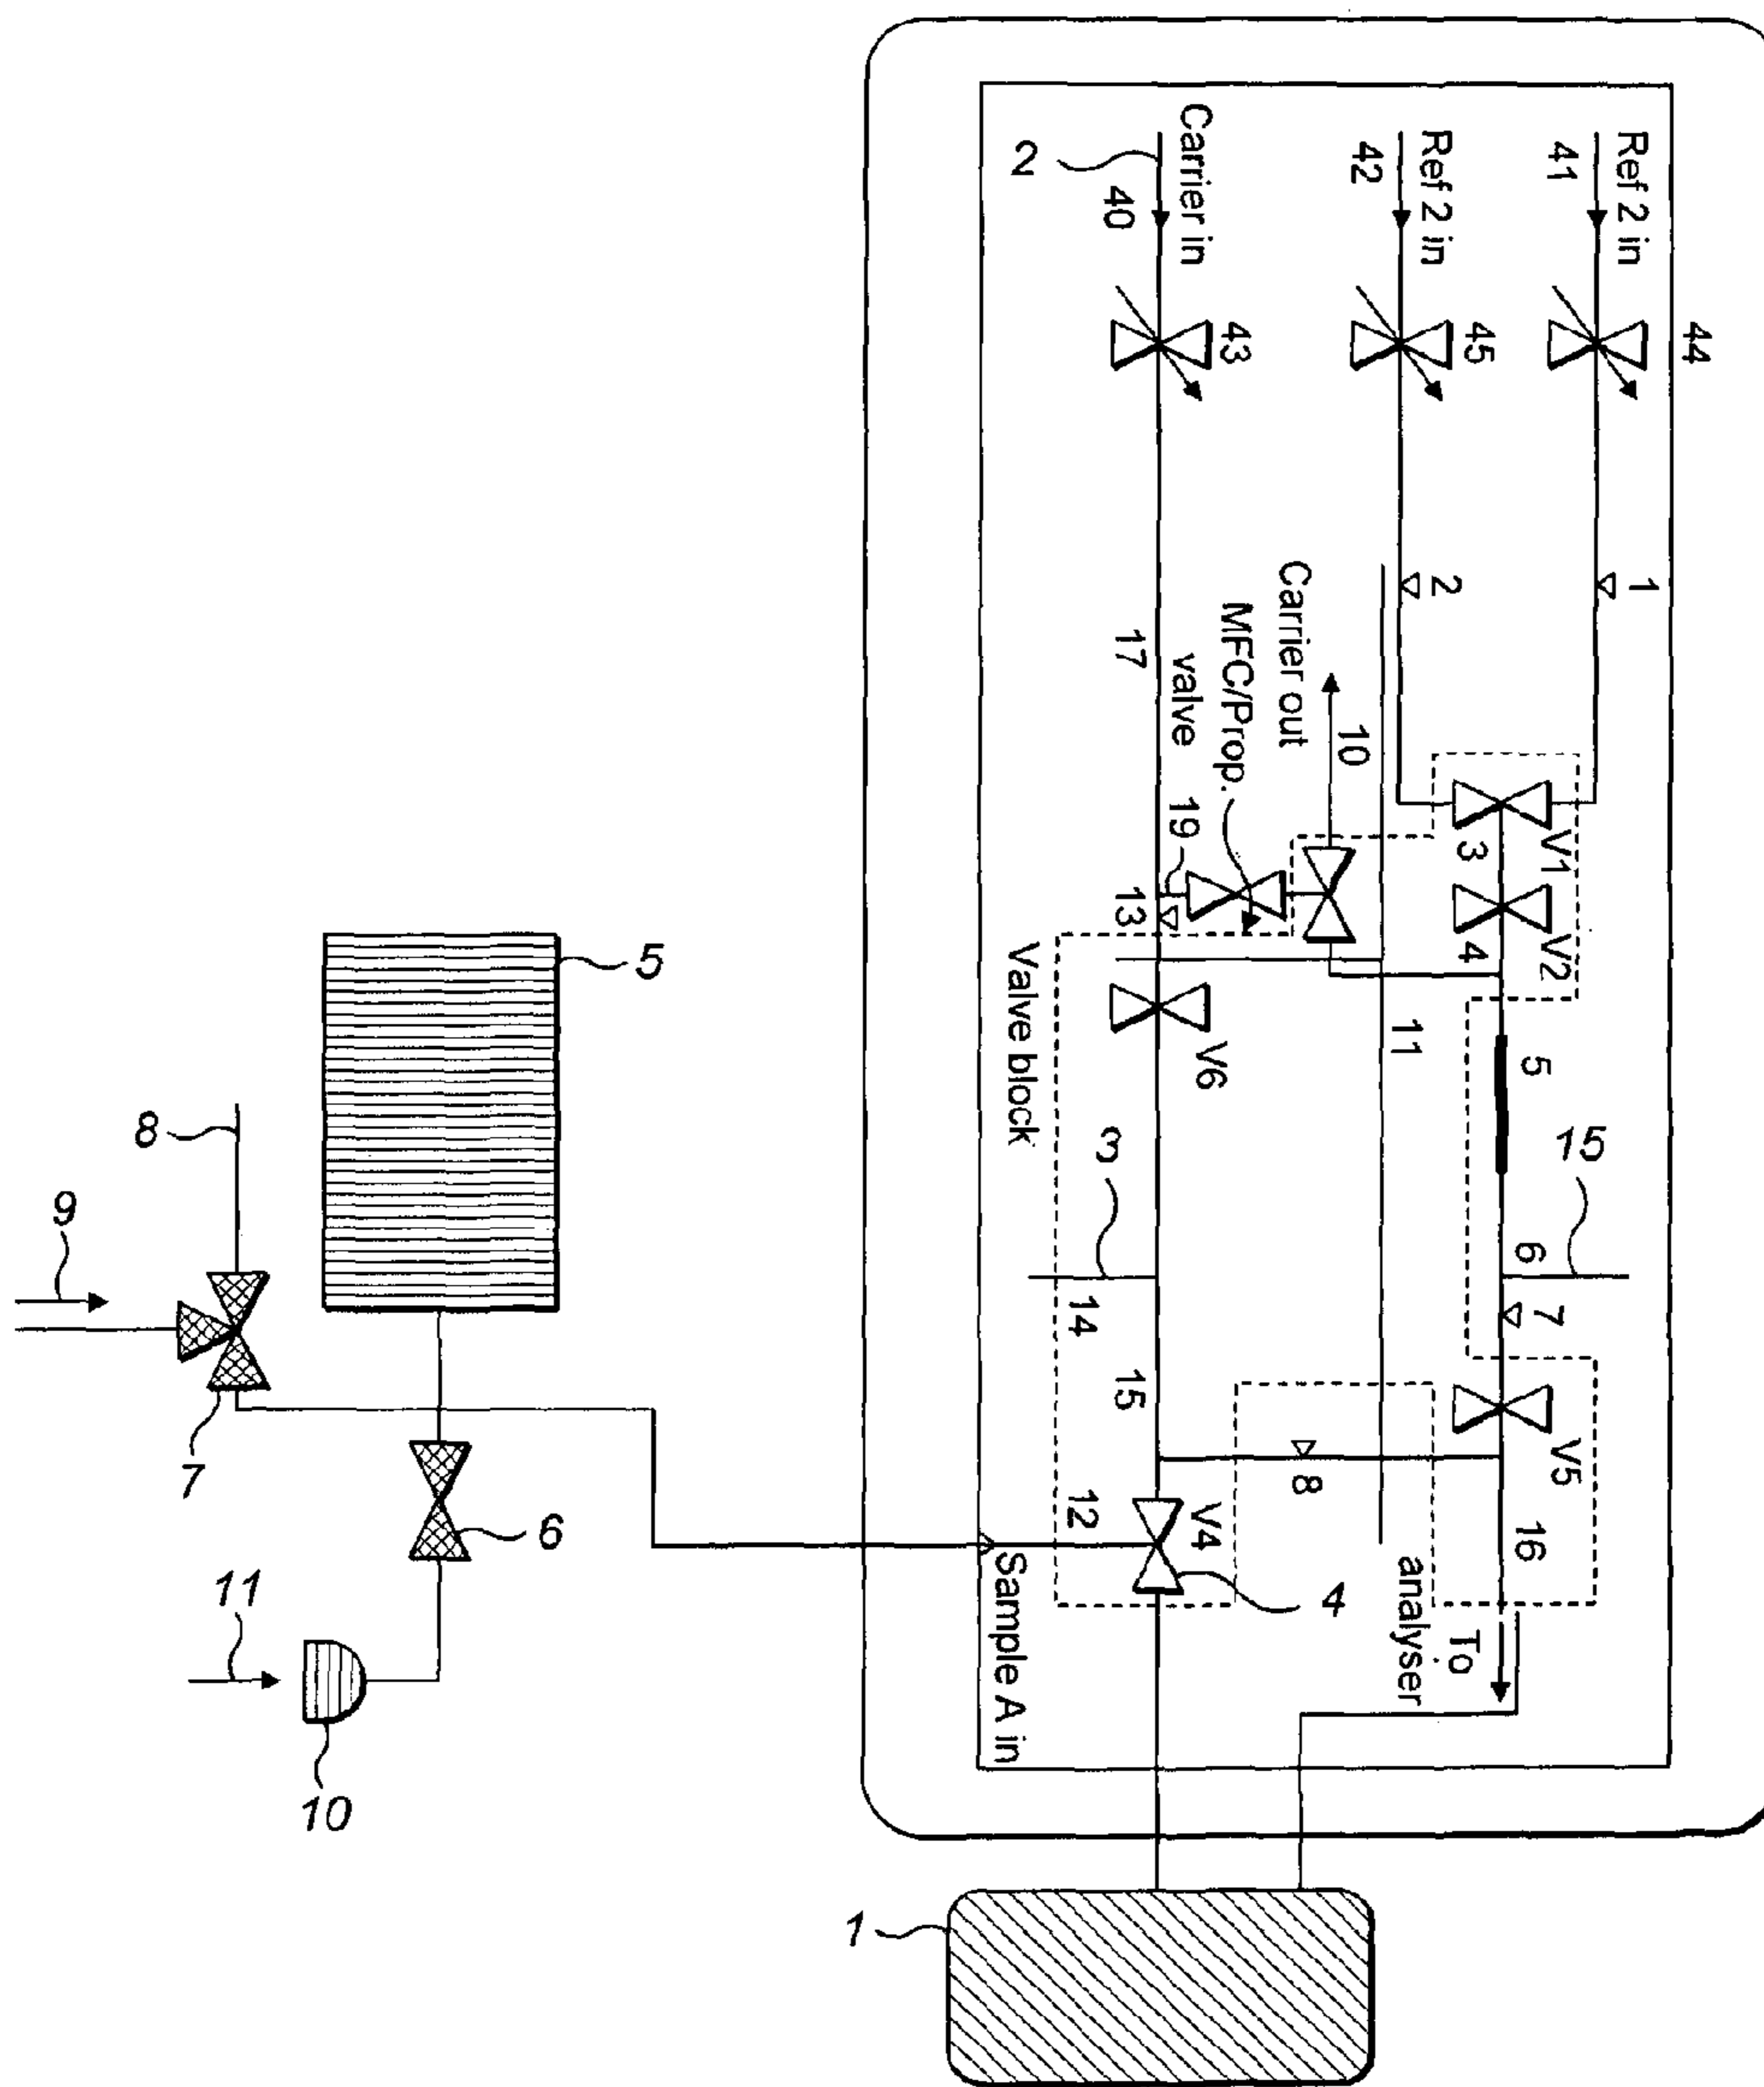 Ref 2 in
41
44
Ref 2 in
42
45
Carrier in
40
2
43
1
2
Carrier out
10
MFC/Prop.
valve
17
19
13
V1
3
V2
4
11
5
V6
Valve block
3
14
15
6
15
7
V5
8
16
V4
12
4
To
analyser
Sample A in
1
5
8
9
7
6
11
10